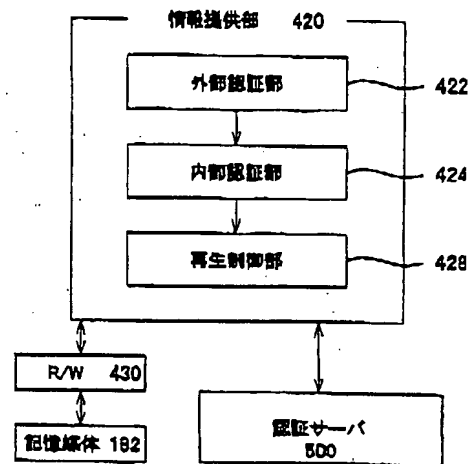 情報提供部 420
外部認証部
422
内部認証部
424
再生制御部
428
R/W 430
記憶媒体 192
認証サーバ
500